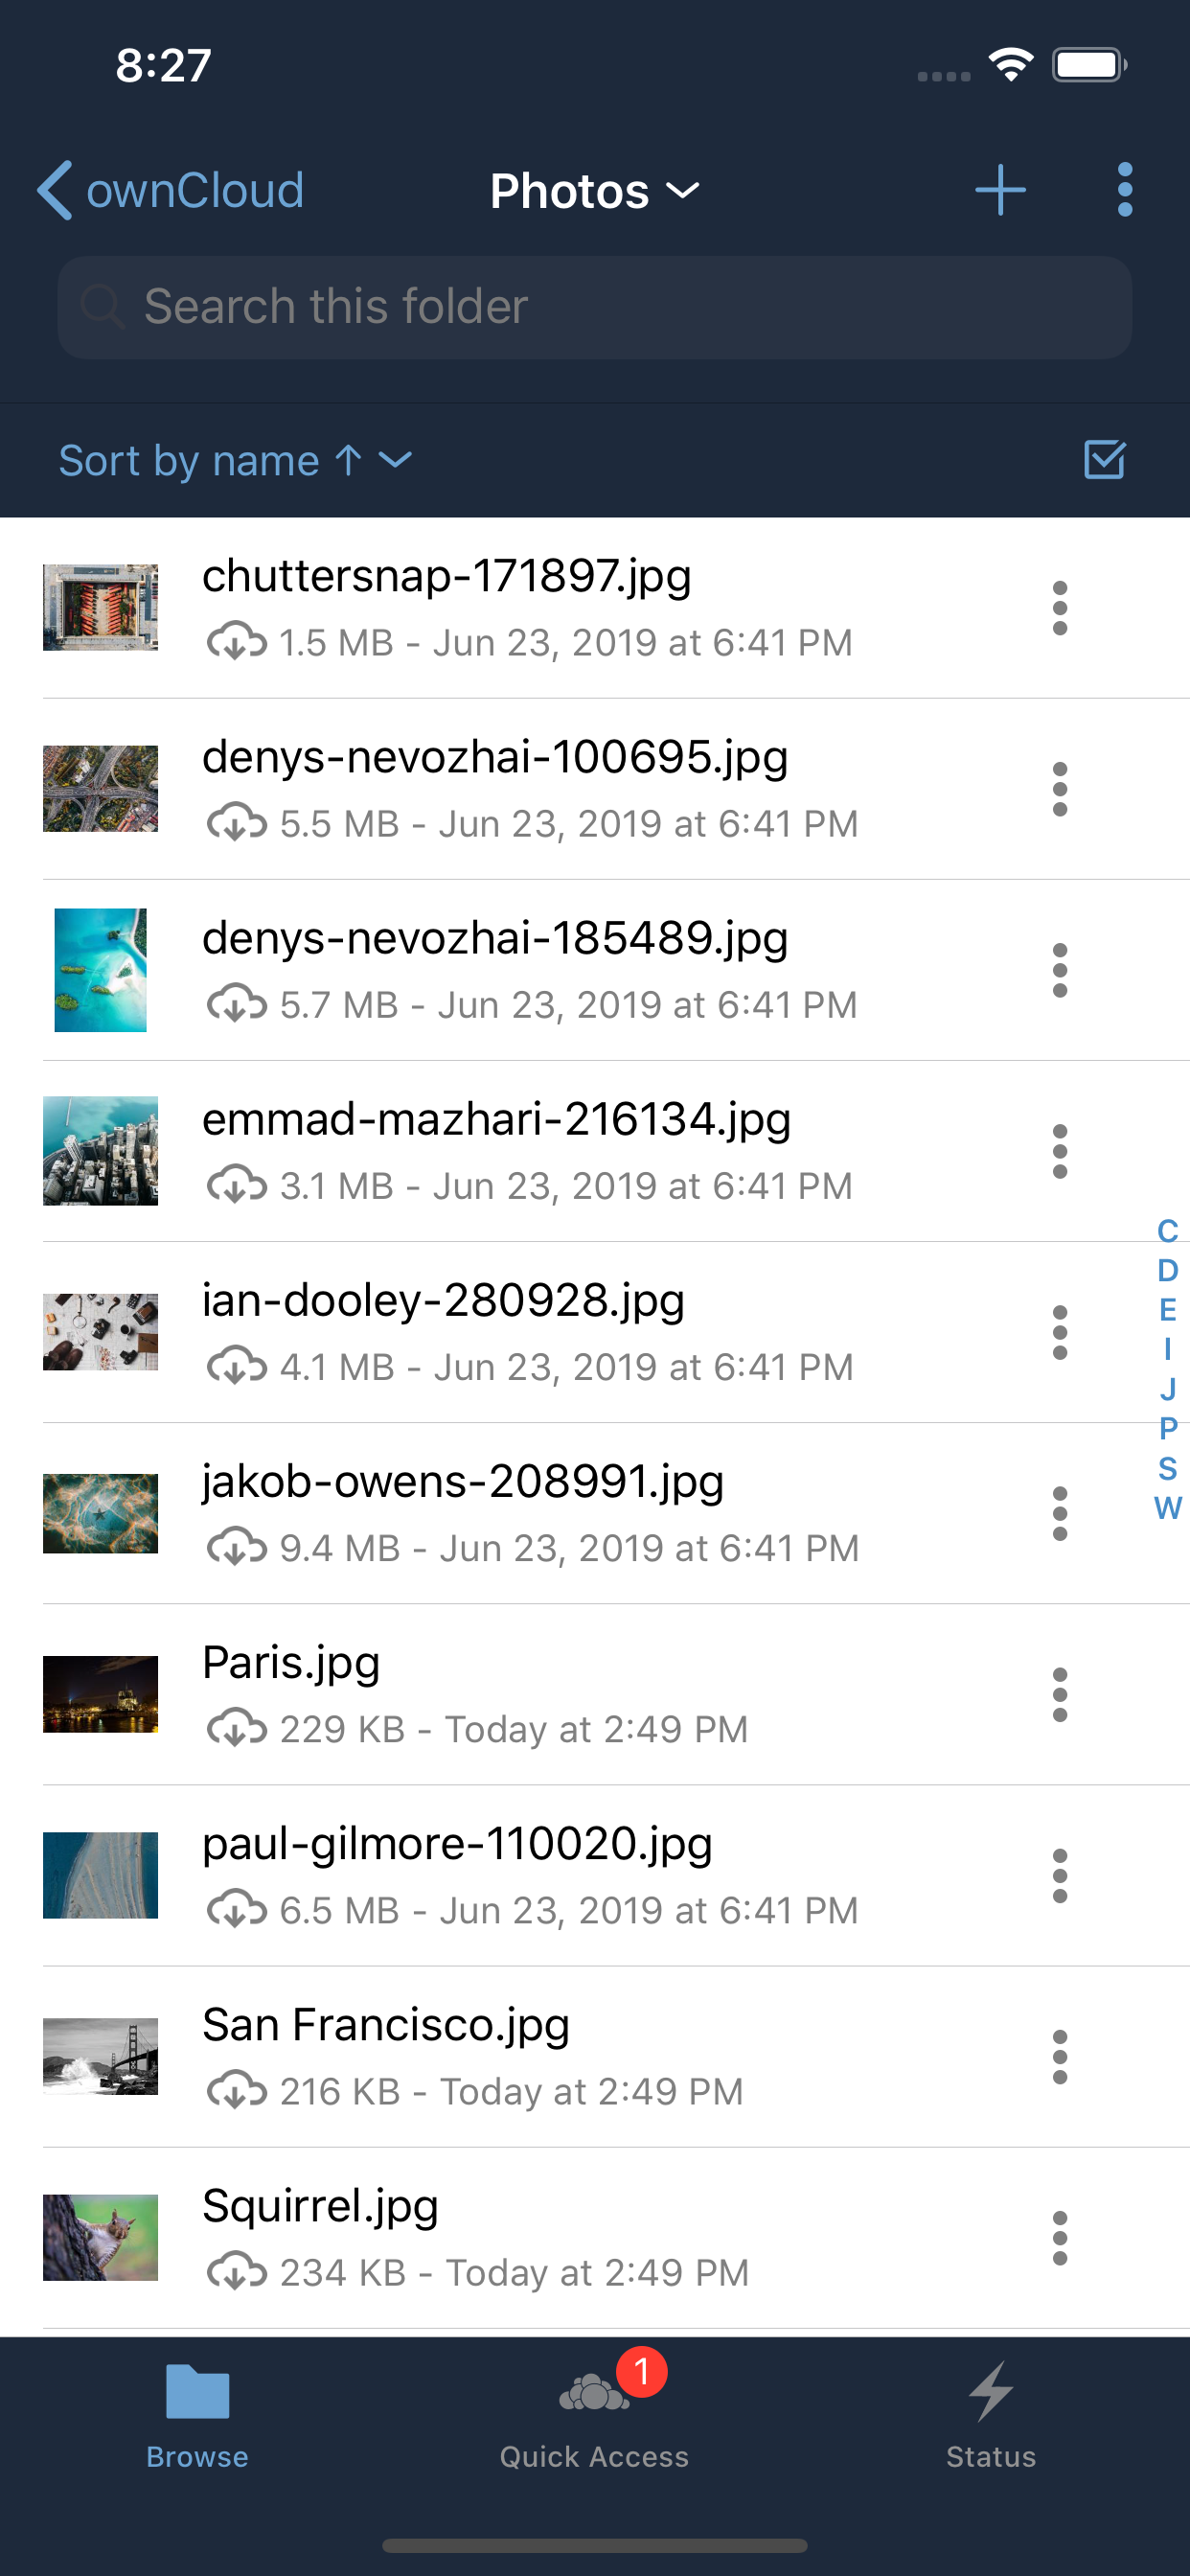 8:27
ownCloud
Photos
Search this folder
Sort by name ↑
chuttersnap-171897.jpg
1.5 MB - Jun 23, 2019 at 6:41 PM
denys-nevozhai-100695.jpg
5.5 MB - Jun 23, 2019 at 6:41 PM
denys-nevozhai-185489.jpg
5.7 MB - Jun 23, 2019 at 6:41 PM
emmad-mazhari-216134.jpg
3.1 MB - Jun 23, 2019 at 6:41 PM
ian-dooley-280928.jpg
4.1 MB - Jun 23, 2019 at 6:41 PM
jakob-owens-208991.jpg
9.4 MB - Jun 23, 2019 at 6:41 PM
Paris.jpg
229 KB - Today at 2:49 PM
paul-gilmore-110020.jpg
6.5 MB - Jun 23, 2019 at 6:41 PM
San Francisco.jpg
216 KB - Today at 2:49 PM
Squirrel.jpg
234 KB - Today at 2:49 PM
C
D
E
I
J
P
S
W
1
Browse
Quick Access
Status